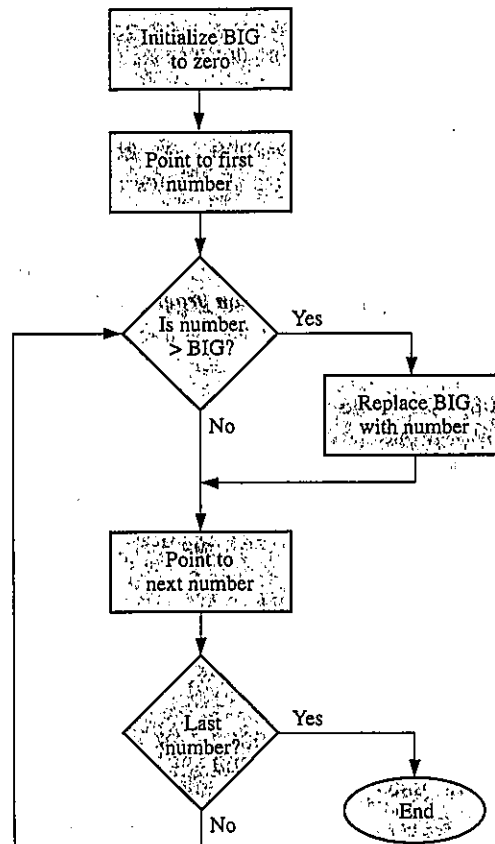 Initialize BIG
to zero
Point to first
number
Is number
> BIG?
Yes
Replace BIG
with number
No
Point to
next number
Last
number?
Yes
End
No